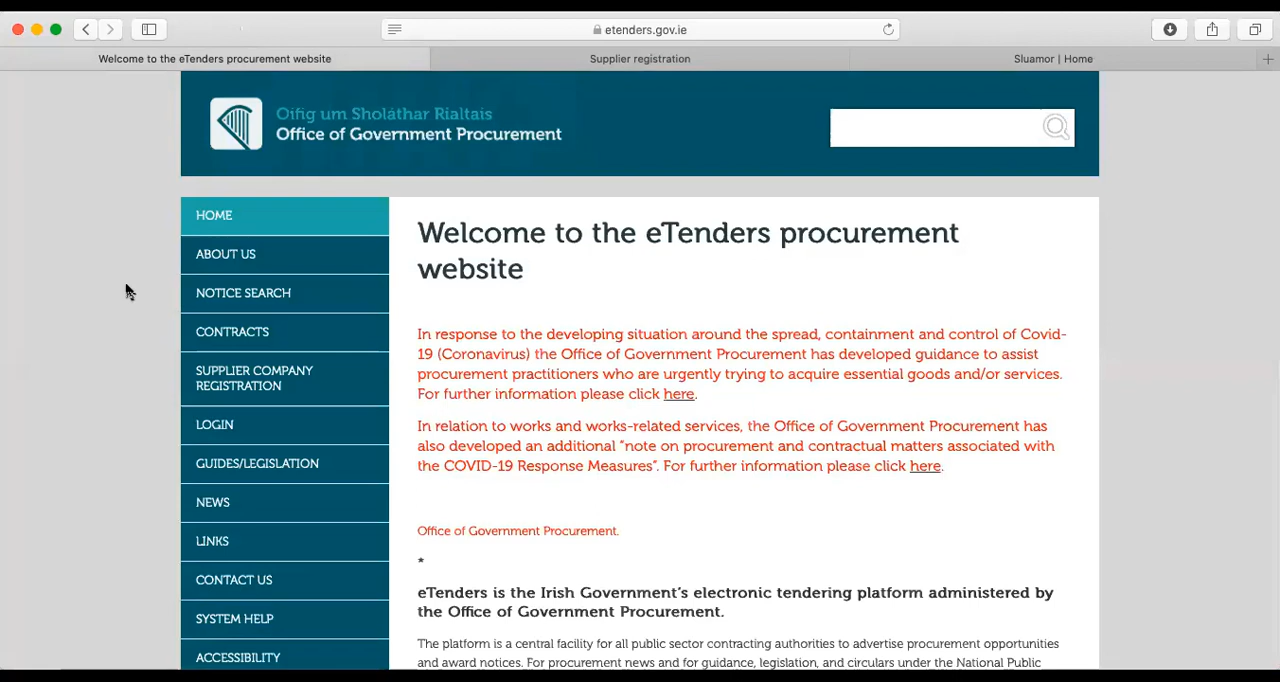 etenders.gov.ie
Welcome to the eTenders procurement website
Supplier registration
Sluamor | Home
Oifig um Sholáthar Rialtais
Office of Government Procurement
HOME
ABOUT US
NOTICE SEARCH
CONTRACTS
SUPPLIER COMPANY
REGISTRATION
LOGIN
GUIDES/LEGISLATION
NEWS
LINKS
CONTACT US
SYSTEM HELP
ACCESSIBILITY
Welcome to the eTenders procurement
website
In response to the developing situation around the spread, containment and control of Covid-
19 (Coronavirus) the Office of Government Procurement has developed guidance to assist
procurement practitioners who are urgently trying to acquire essential goods and/or services.
For further information please click here.
In relation to works and works-related services, the Office of Government Procurement has
also developed an additional “note on procurement and contractual matters associated with
the COVID-19 Response Measures”. For further information please click here.
Office of Government Procurement.
*
eTenders is the Irish Government’s electronic tendering platform administered by
the Office of Government Procurement.
The platform is a central facility for all public sector contracting authorities to advertise procurement opportunities
and award notices. For procurement news and for guidance, legislation, and circulars under the National Public